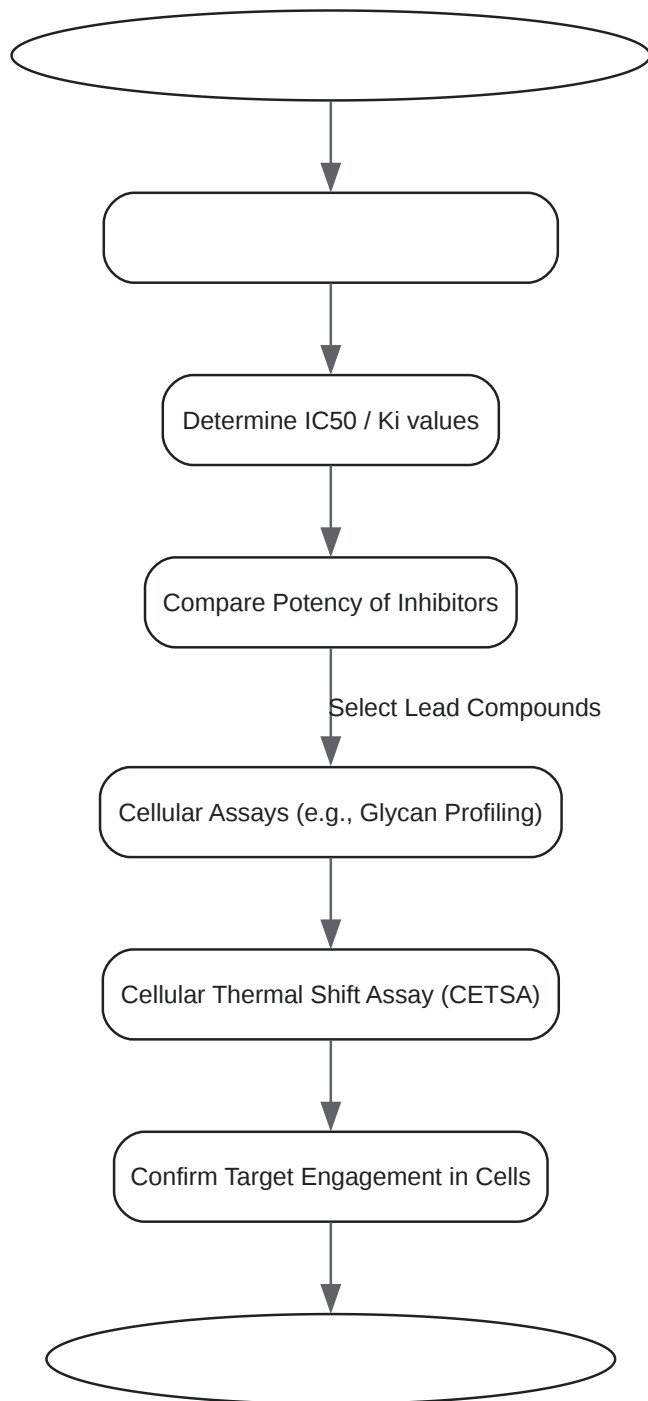 Determine IC50 / Ki values
Compare Potency of Inhibitors
Select Lead Compounds
Cellular Assays (e.g., Glycan Profiling)
Cellular Thermal Shift Assay (CETSA)
Confirm Target Engagement in Cells